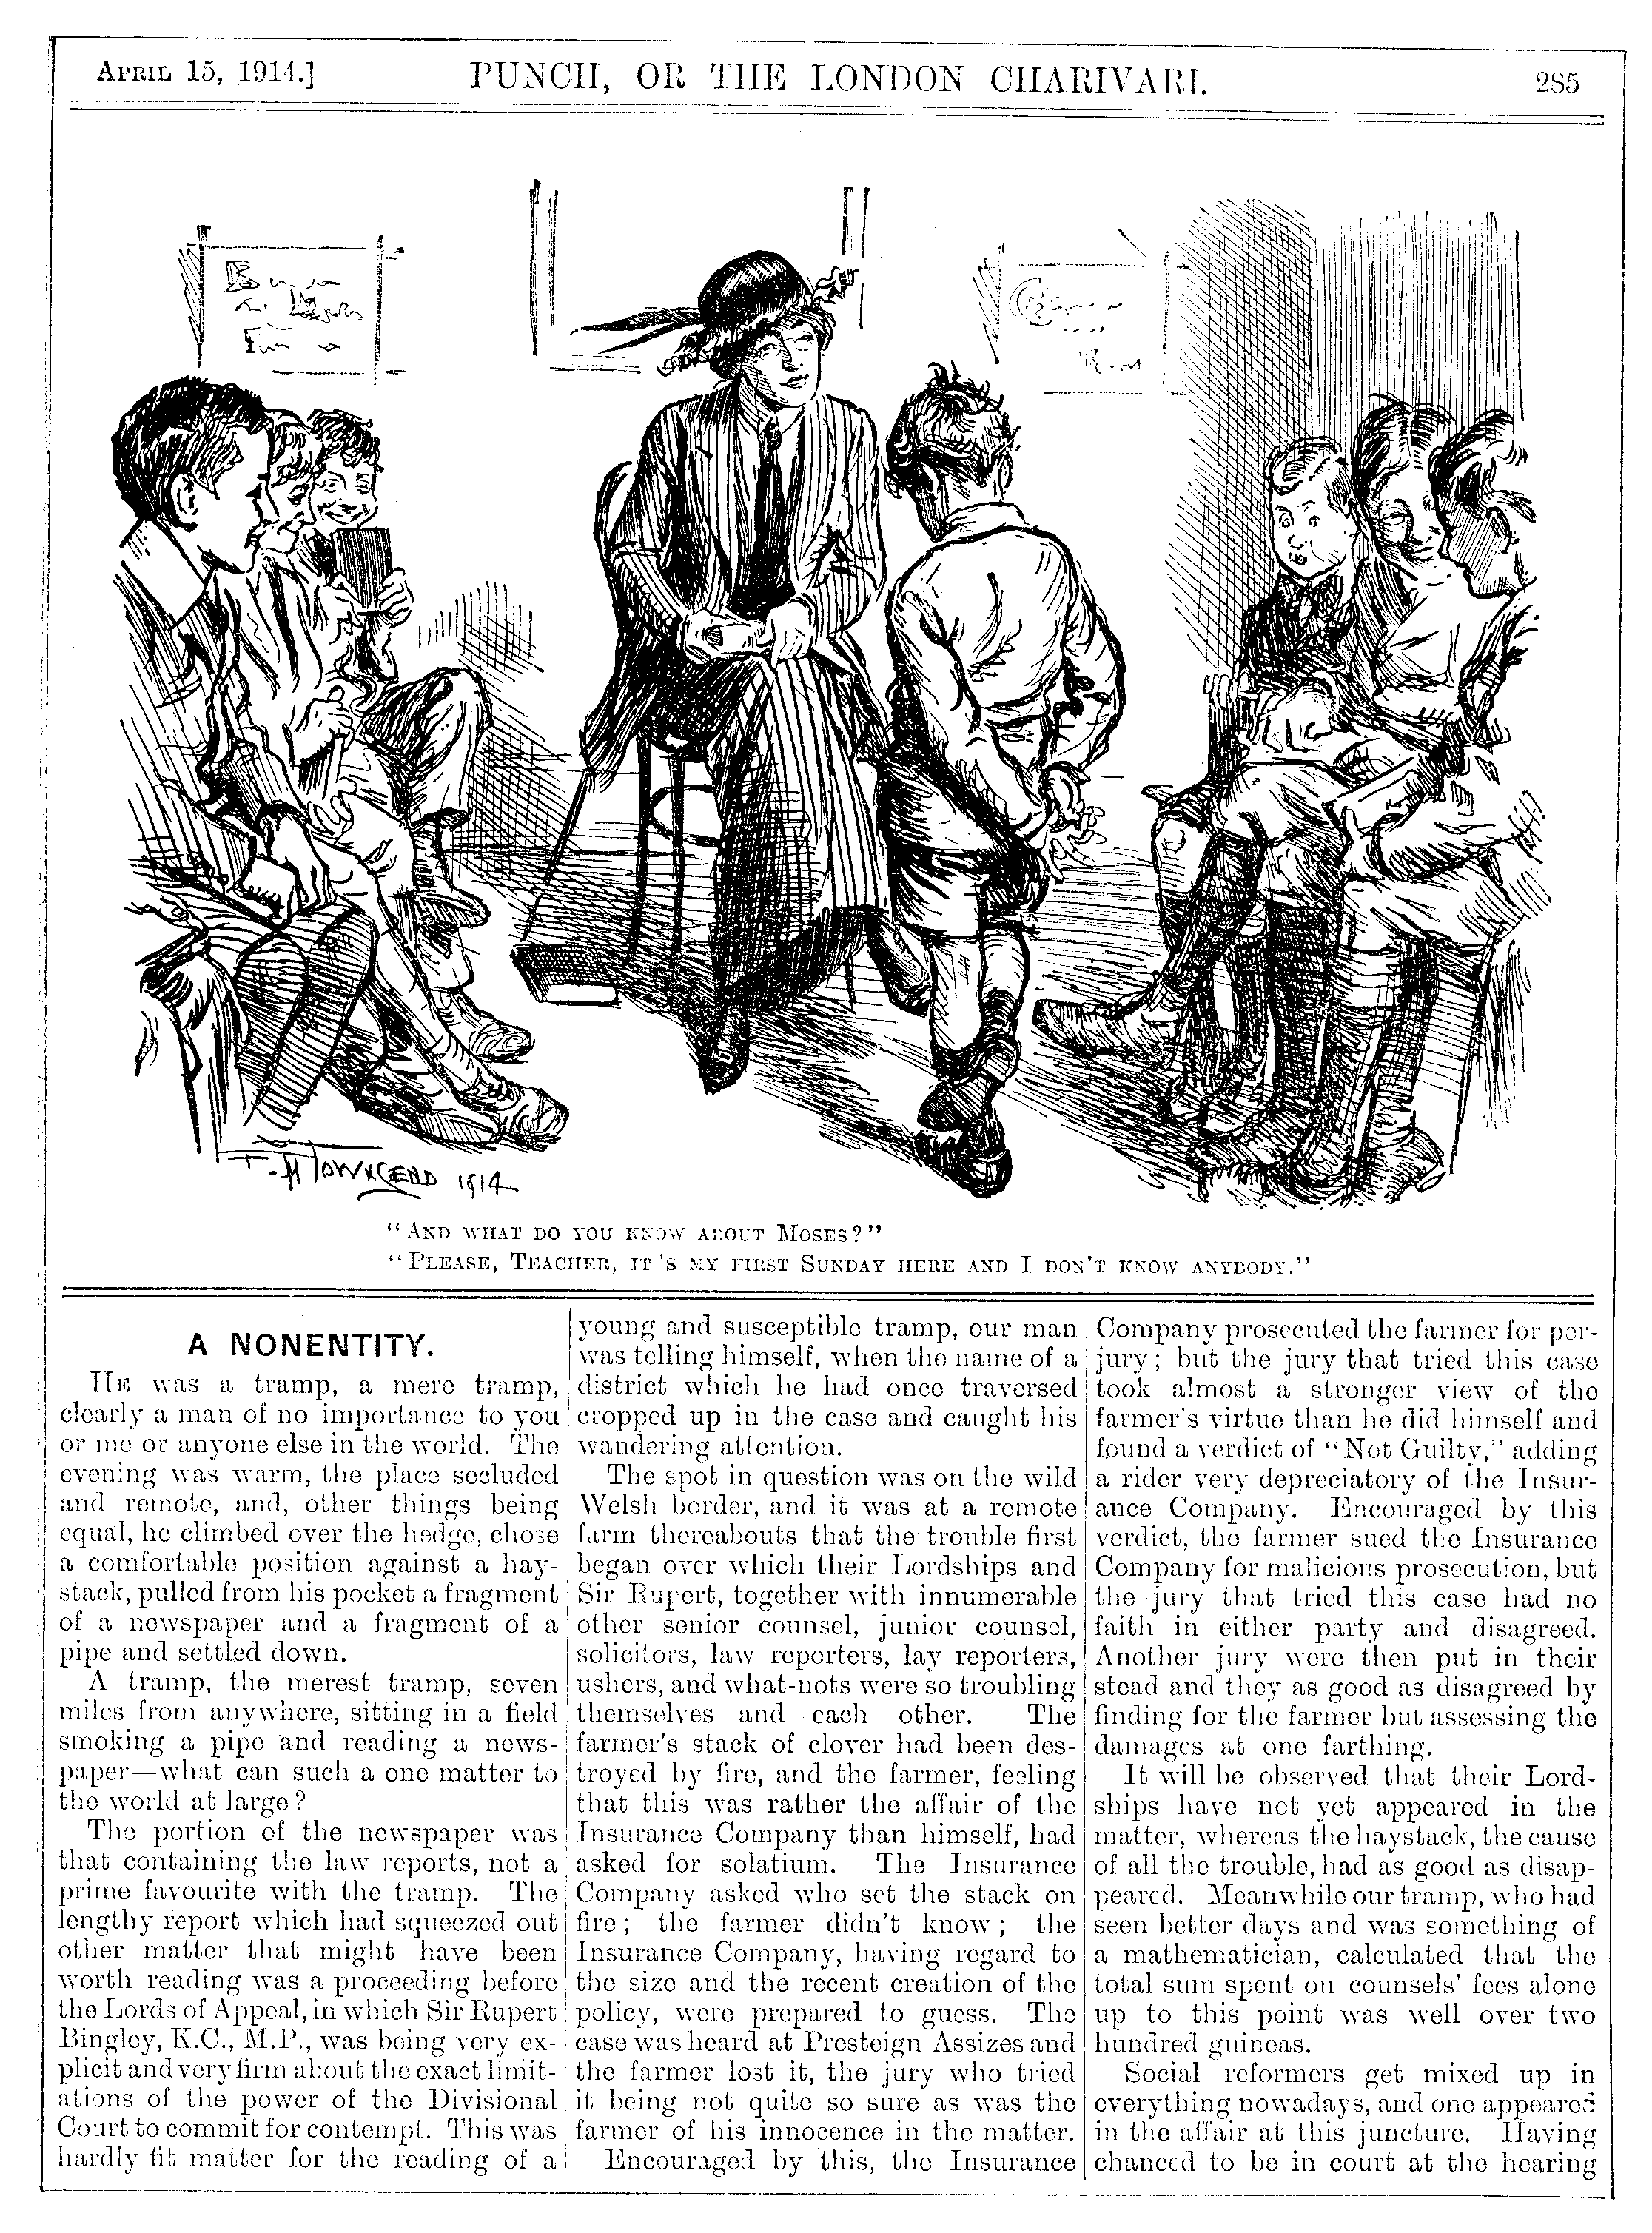 APRIL 15, 1914.]
PUNCH, OR THE LONDON CHARIVARI.
285
F. H TOWNSEND 1914
"AND WHAT DO YOU KNOW ABOUT MOSES?"
"PLEASE, TEACHER, IT'S MY FIRST SUNDAY HERE AND I DON'T KNOW ANYBODY."
A NONENTITY.
HE was a tramp, a mere tramp,
clearly a man of no importance to you
or me or anyone else in the world. The
evening was warm, the place secluded
and remote, and, other things being
equal, he climbed over the hedge, chose
a comfortable position against a hay-
stack, pulled from his pocket a fragment
of a newspaper and a fragment of a
pipe and settled down.
A tramp, the merest tramp, seven
miles from anywhere, sitting in a field
smoking a pipe and reading a news-
paper—what can such a one matter to
the world at large?
The portion of the newspaper was
that containing the law reports, not a
prime favourite with the tramp. The
lengthy report which had squeezed out
other matter that might have been
worth reading was a proceeding before
the Lords of Appeal, in which Sir Rupert
Bingley, K.C., M.P., was being very ex-
plicit and very firm about the exact limit-
ations of the power of the Divisional
Court to commit for contempt. This was
hardly fit matter for the reading of a
young and susceptible tramp, our man
was telling himself, when the name of a
district which he had once traversed
cropped up in the case and caught his
wandering attention.
The spot in question was on the wild
Welsh border, and it was at a remote
farm thereabouts that the trouble first
began over which their Lordships and
Sir Rupert, together with innumerable
other senior counsel, junior counsel,
solicitors, law reporters, lay reporters,
ushers, and what-nots were so troubling
themselves and each other. The
farmer's stack of clover had been des-
troyed by fire, and the farmer, feeling
that this was rather the affair of the
Insurance Company than himself, had
asked for solatium. The Insurance
Company asked who set the stack on
fire; the farmer didn't know; the
Insurance Company, having regard to
the size and the recent creation of the
policy, were prepared to guess. The
case was heard at Presteign Assizes and
the farmer lost it, the jury who tried
it being not quite so sure as was the
farmer of his innocence in the matter.
Encouraged by this, the Insurance
Company prosecuted the farmer for per-
jury; but the jury that tried this case
took almost a stronger view of the
farmer's virtue than he did himself and
found a verdict of "Not Guilty," adding
a rider very depreciatory of the Insur-
ance Company. Encouraged by this
verdict, the farmer sued the Insurance
Company for malicious prosecution, but
the jury that tried this case had no
faith in either party and disagreed.
Another jury were then put in their
stead and they as good as disagreed by
finding for the farmer but assessing the
damages at one farthing.
It will be observed that their Lord-
ships have not yet appeared in the
matter, whereas the haystack, the cause
of all the trouble, had as good as disap-
peared. Meanwhile our tramp, who had
seen better days and was something of
a mathematician, calculated that the
total sum spent on counsels' fees alone
up to this point was well over two
hundred guineas.
Social reformers get mixed up in
everything nowadays, and one appeared
in the affair at this juncture. Having
chanced to be in court at the hearing